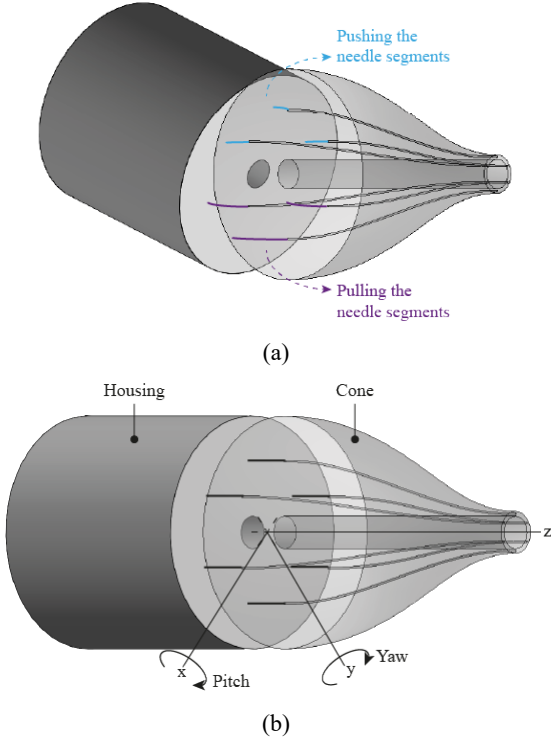 Pushing the
needle segments
Pulling the
needle segments
(a)
Housing
Cone
z
x
Pitch
y
Yaw
(b)